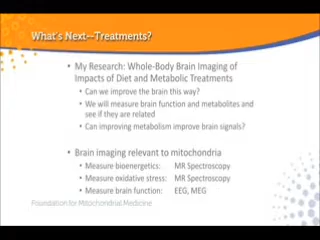 What's Next—Treatments?
• My Research: Whole-Body Brain Imaging of
Impacts of Diet and Metabolic Treatments
• Can we improve the brain this way?
• We will measure brain function and metabolites and
see if they are related
• Can improving metabolism improve brain signals?
• Brain imaging relevant to mitochondria
• Measure bioenergetics: MR Spectroscopy
• Measure oxidative stress: MR Spectroscopy
• Measure brain function: EEG, MEG
Foundation for Mitochondrial Medicine